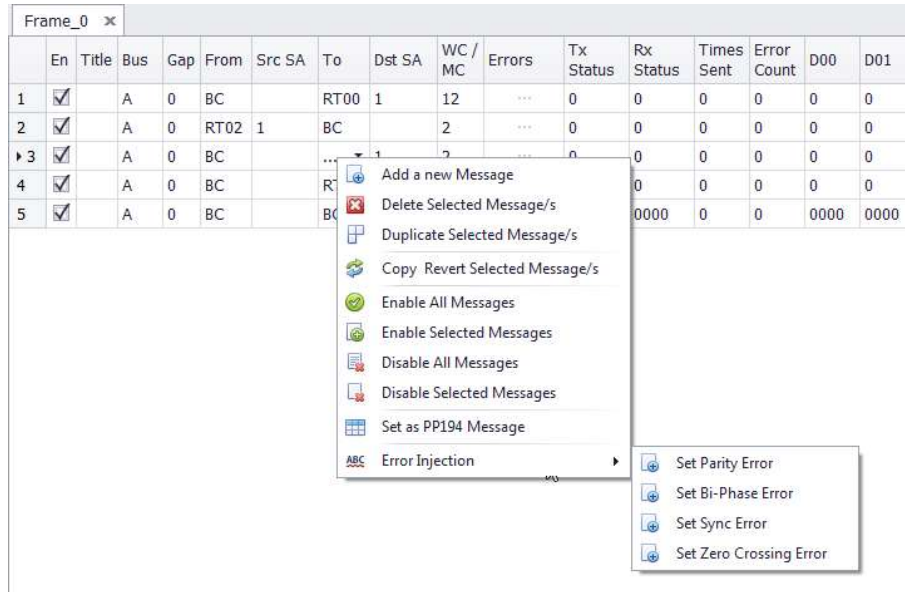 Frame_0 ×
En Title Bus Gap From Src SA To Dst SA WC / MC Errors Tx Status Rx Status Times Sent Error Count D00 D01
1 A 0 BC RT00 1 12 ... 0 0 0 0 0 0
2 A 0 RT02 1 BC 2 ... 0 0 0 0 0 0
3 A 0 BC ... 1 2 ... 0 0 0 0 0 0
4 A 0 BC 0 0 0 0 0
5 A 0 BC 0000 0 0 0000 0000
Add a new Message
Delete Selected Message/s
Duplicate Selected Message/s
Copy Revert Selected Message/s
Enable All Messages
Enable Selected Messages
Disable All Messages
Disable Selected Messages
Set as PP194 Message
ABC Error Injection
Set Parity Error
Set Bi-Phase Error
Set Sync Error
Set Zero Crossing Error